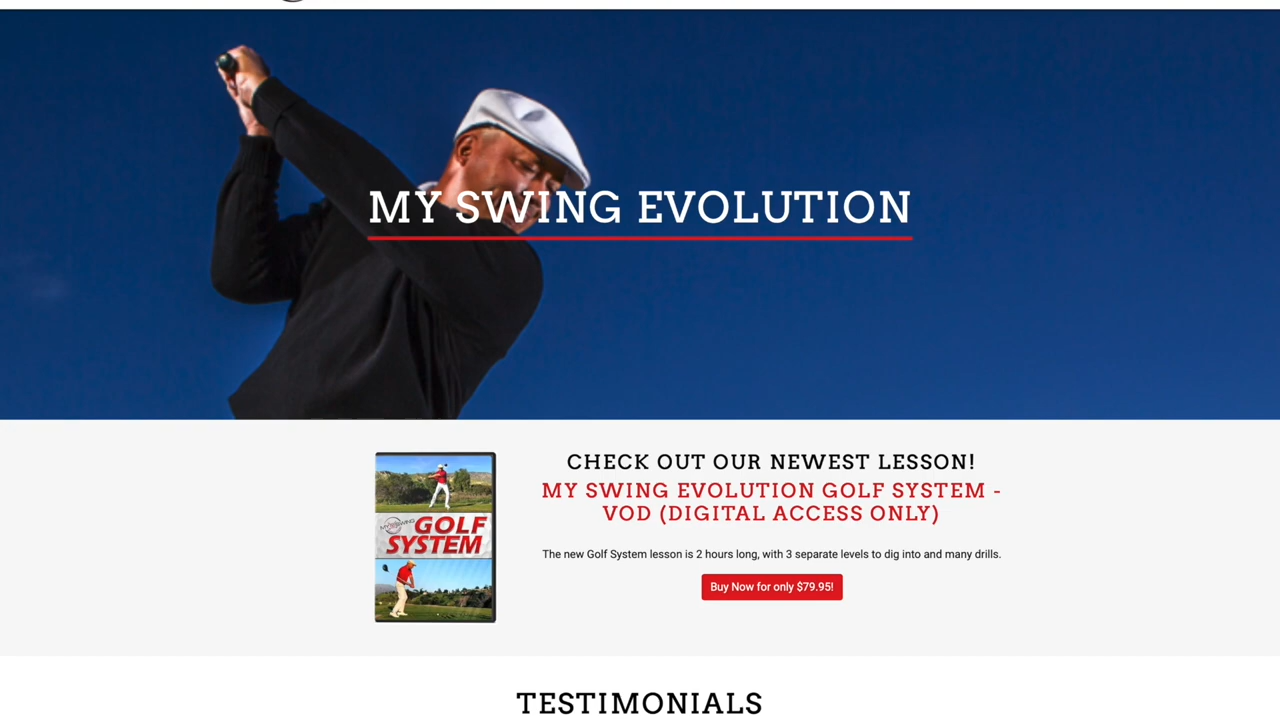 MY SWING EVOLUTION
CHECK OUT OUR NEWEST LESSON!
MY SWING EVOLUTION GOLF SYSTEM -
VOD (DIGITAL ACCESS ONLY)
GOLF
SYSTEM
The new Golf System lesson is 2 hours long, with 3 separate levels to dig into and many drills.
Buy Now for only $79.95!
TESTIMONIALS